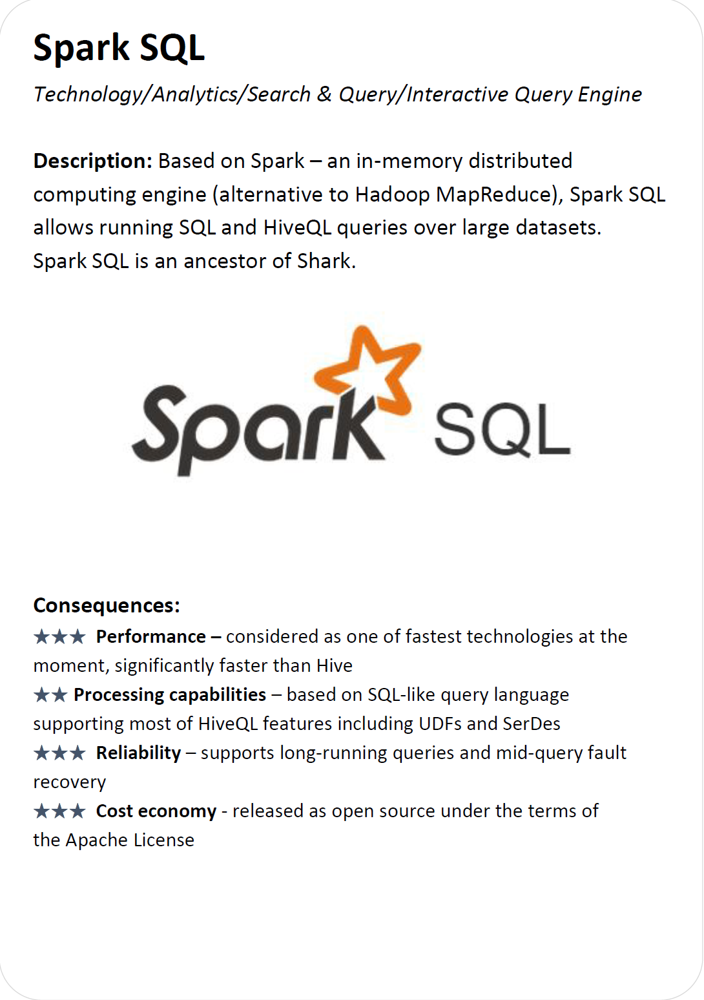 Spark SQL
Technology/Analytics/Search & Query/Interactive Query Engine
Description: Based on Spark – an in-memory distributed
computing engine (alternative to Hadoop MapReduce), Spark SQL
allows running SQL and HiveQL queries over large datasets.
Spark SQL is an ancestor of Shark.
Spark SQL
Consequences:
★★★ Performance – considered as one of fastest technologies at the
moment, significantly faster than Hive
★★ Processing capabilities – based on SQL-like query language
supporting most of HiveQL features including UDFs and SerDes
★★★ Reliability – supports long-running queries and mid-query fault
recovery
★★★ Cost economy - released as open source under the terms of
the Apache License